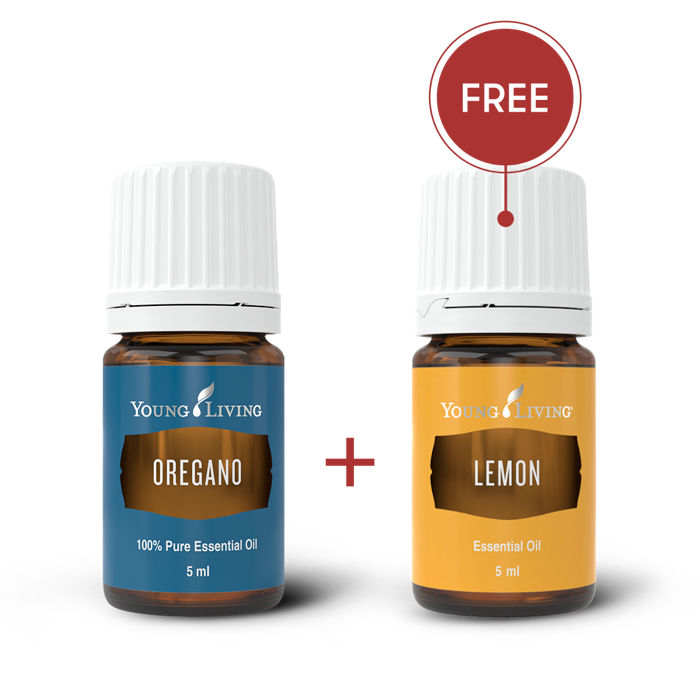 FREE
YOUNG LIVING
OREGANO
100% Pure Essential Oil
5 ml
+
YOUNG LIVING
LEMON
Essential Oil
5 ml